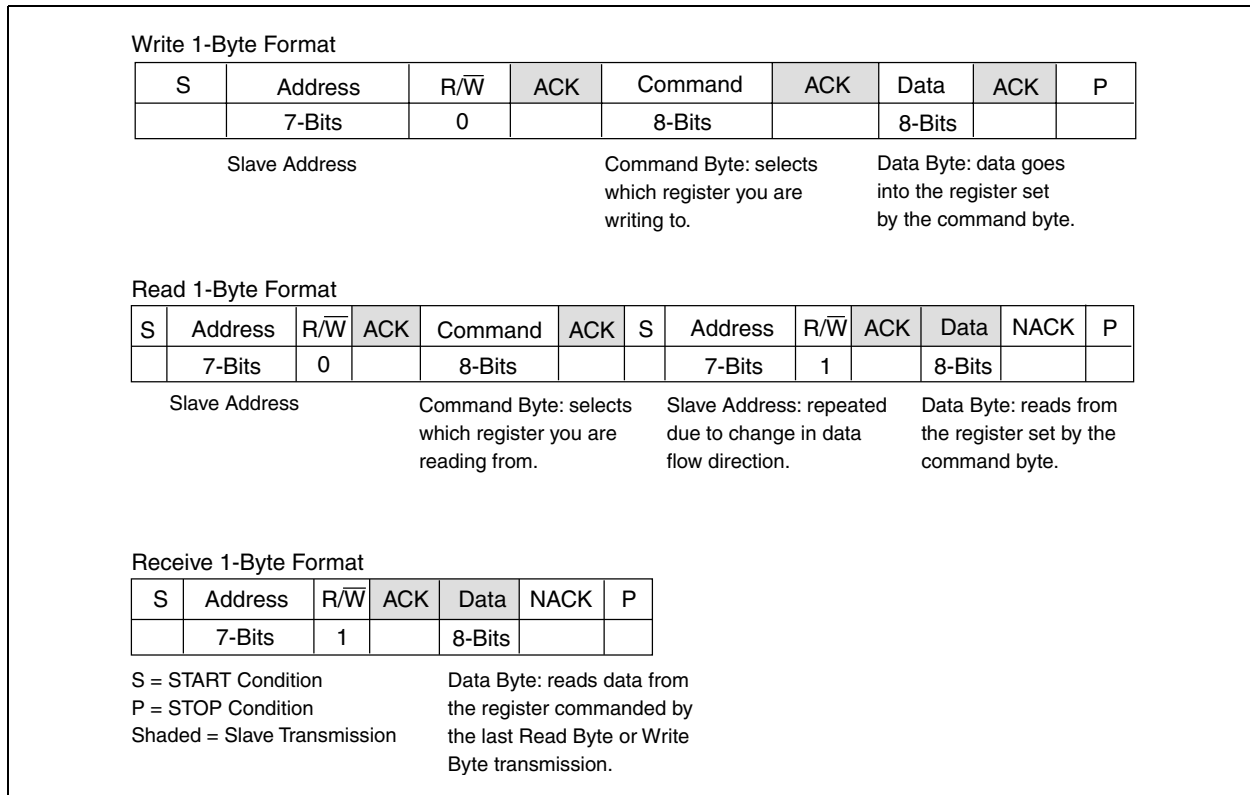 Write 1-Byte Format
S Address R/W̅ ACK Command ACK Data ACK P
7-Bits 0 8-Bits 8-Bits
Slave Address
Command Byte: selects
which register you are
writing to.
Data Byte: data goes
into the register set
by the command byte.
Read 1-Byte Format
S Address R/W̅ ACK Command ACK S Address R/W̅ ACK Data NACK P
7-Bits 0 8-Bits 7-Bits 1 8-Bits
Slave Address
Command Byte: selects
which register you are
reading from.
Slave Address: repeated
due to change in data
flow direction.
Data Byte: reads from
the register set by the
command byte.
Receive 1-Byte Format
S Address R/W̅ ACK Data NACK P
7-Bits 1 8-Bits
S = START Condition
P = STOP Condition
Shaded = Slave Transmission
Data Byte: reads data from
the register commanded by
the last Read Byte or Write
Byte transmission.